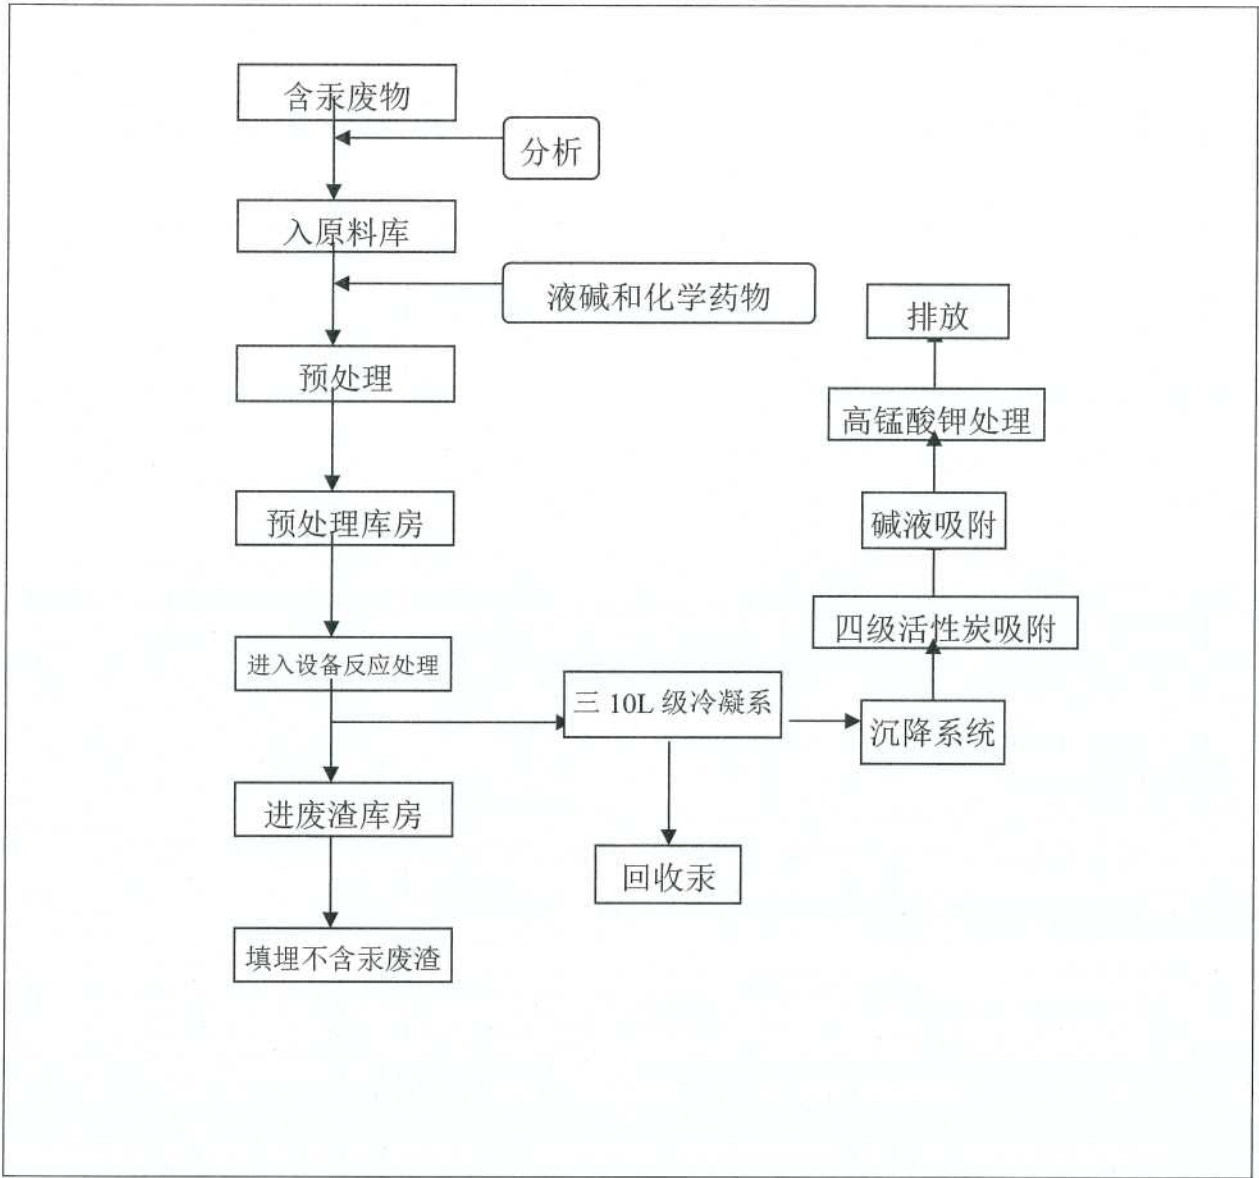 含汞废物
分析
入原料库
液碱和化学药物
排放
预处理
高锰酸钾处理
预处理库房
碱液吸附
四级活性炭吸附
进入设备反应处理
三 10L 级冷凝系
沉降系统
进废渣库房
回收汞
填埋不含汞废渣